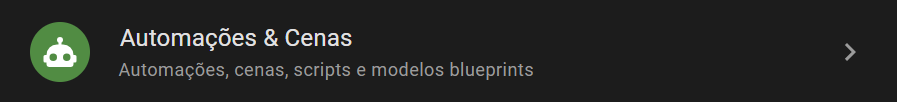 Automações & Cenas
Automações, cenas, scripts e modelos blueprints